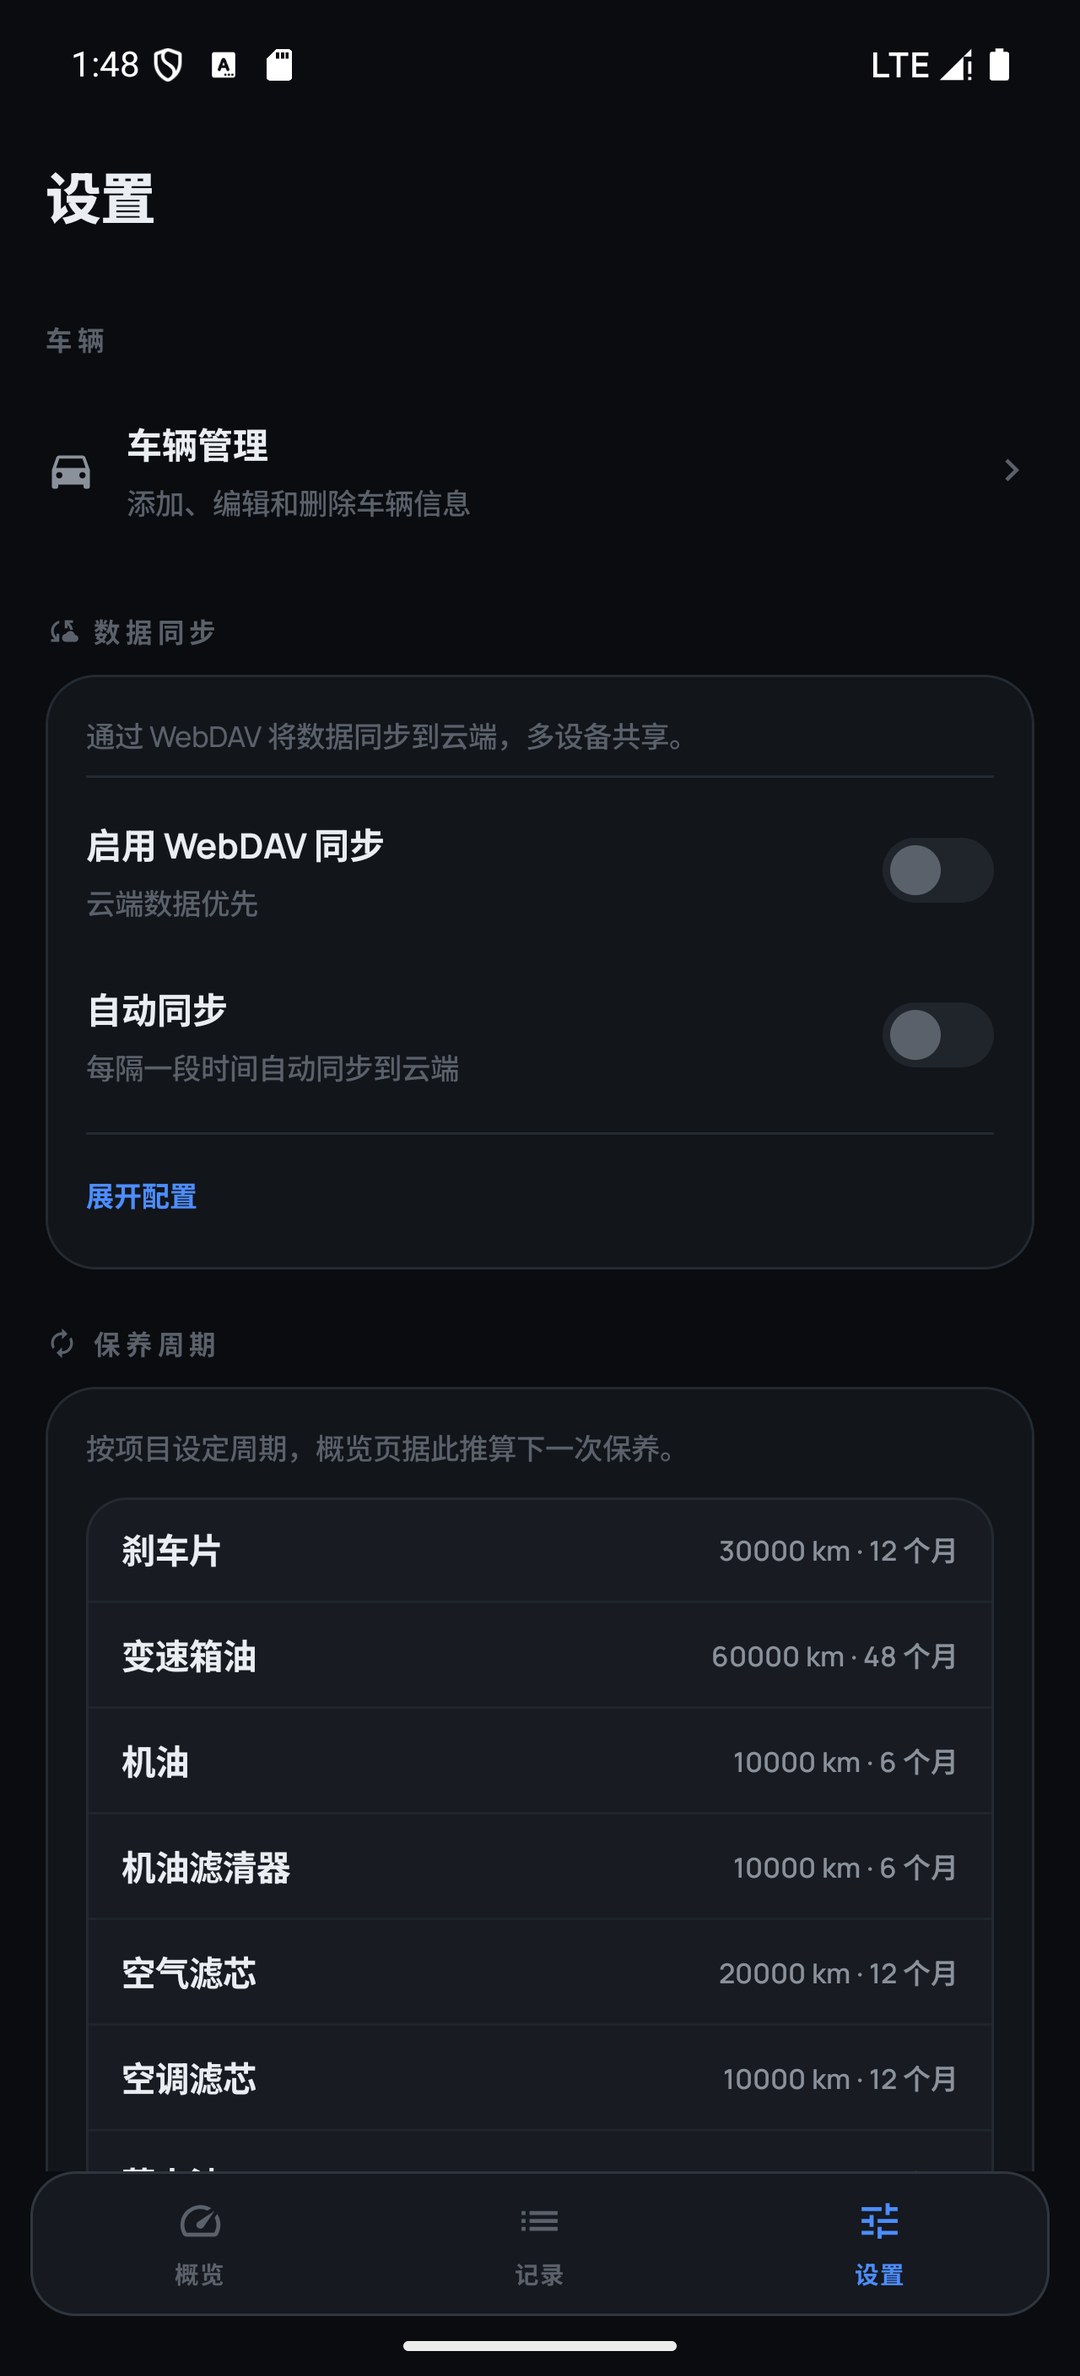 1:48
LTE
设置
车辆
车辆管理
添加、编辑和删除车辆信息
数据同步
通过 WebDAV 将数据同步到云端，多设备共享。
启用 WebDAV 同步
云端数据优先
自动同步
每隔一段时间自动同步到云端
展开配置
保养周期
按项目设定周期，概览页据此推算下一次保养。
刹车片 30000 km · 12 个月
变速箱油 60000 km · 48 个月
机油 10000 km · 6 个月
机油滤清器 10000 km · 6 个月
空气滤芯 20000 km · 12 个月
空调滤芯 10000 km · 12 个月
概览 记录 设置